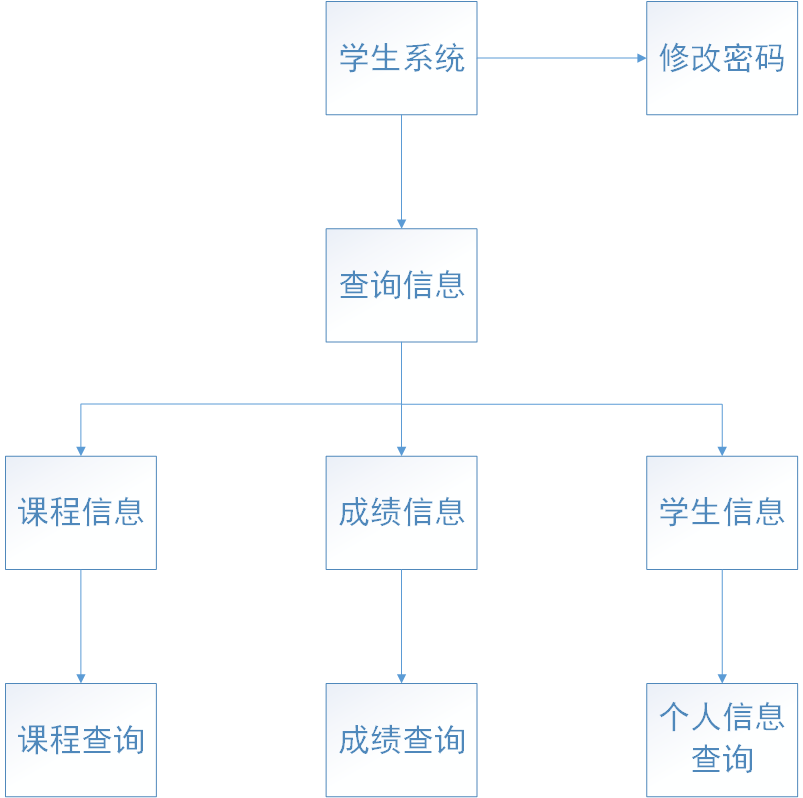 学生系统
修改密码
查询信息
课程信息
成绩信息
学生信息
课程查询
成绩查询
个人信息
查询